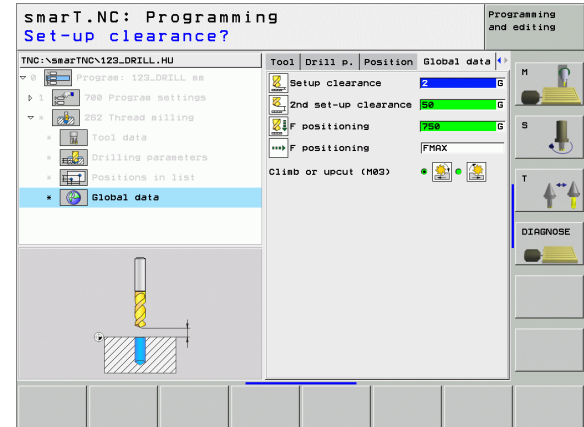 smarT.NC: Programming
Programming and editing
Set-up clearance?
TNC:\smarTNC\123_DRILL.HU
0 Program: 123_DRILL mm
1 700 Program settings
* 262 Thread milling
* Tool data
* Drilling parameters
* Positions in list
* Global data
Tool Drill p. Position Global data
Setup clearance 2 G
2nd set-up clearance 50 G
F positioning 750 G
F positioning FMAX
Climb or upcut (M03)
M
S
T
DIAGNOSE